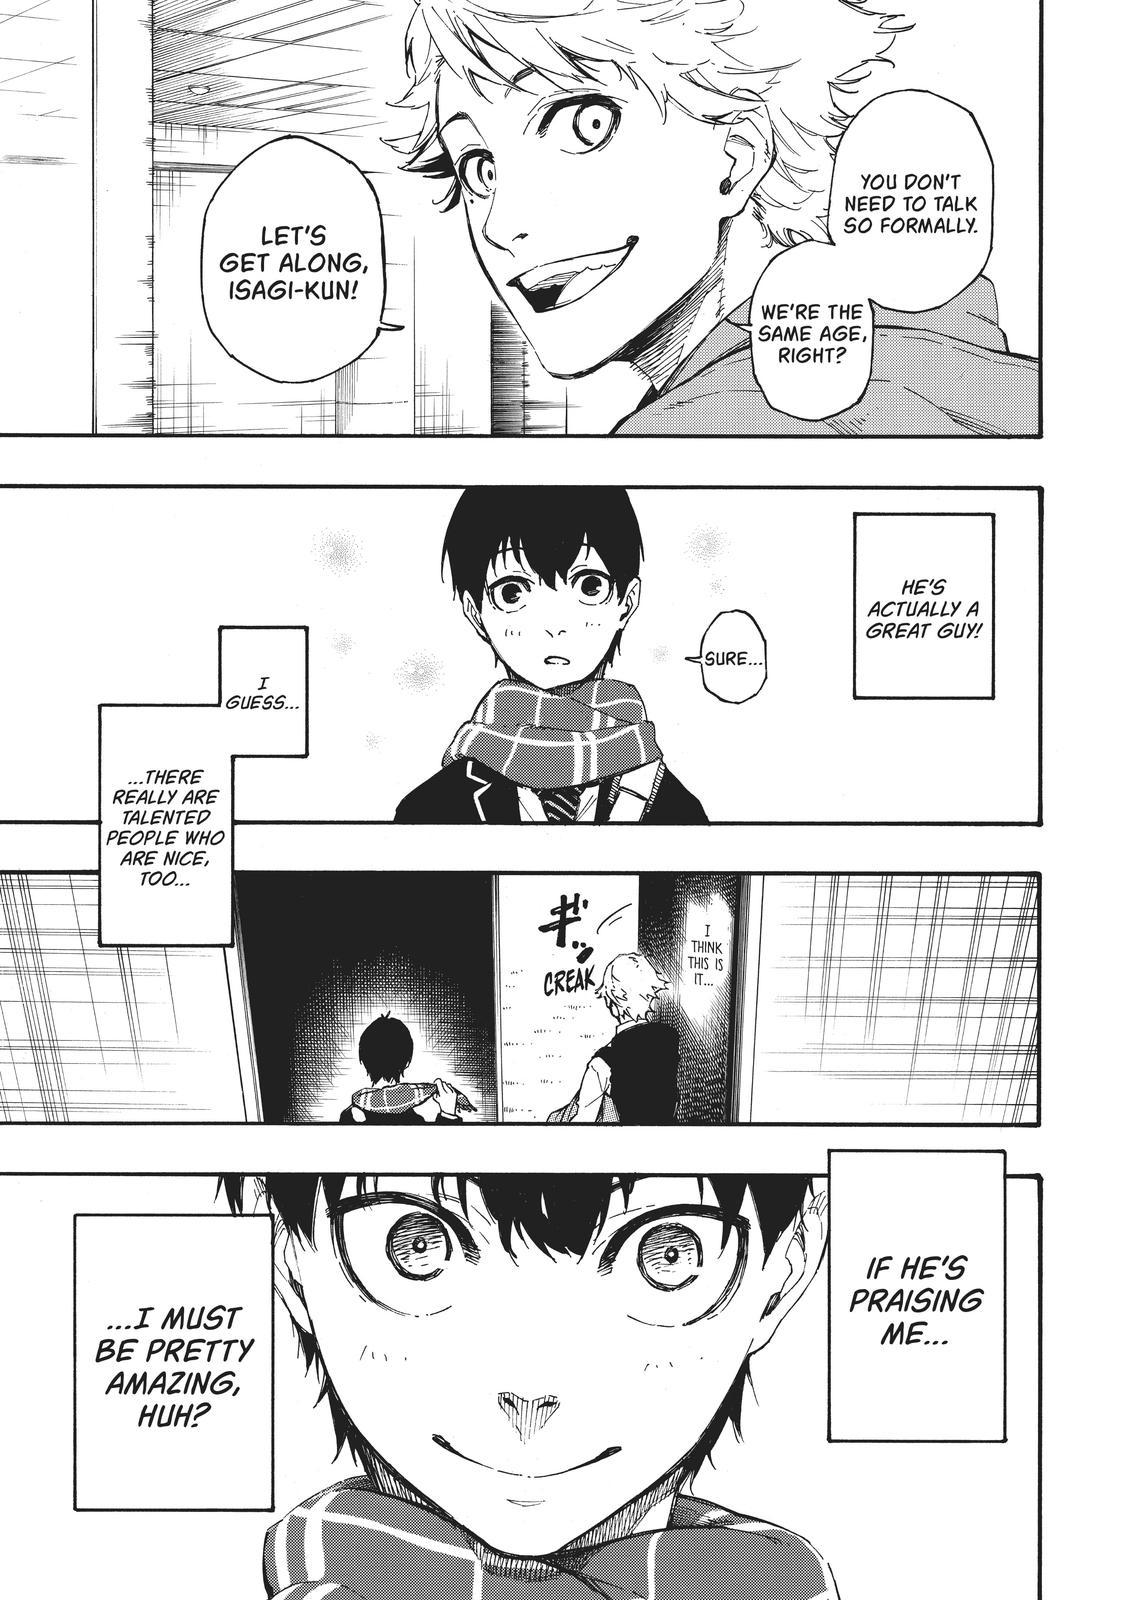 YOU DON'T
NEED TO TALK
SO FORMALLY.
WE'RE THE
SAME AGE,
RIGHT?
LET'S
GET ALONG,
ISAGI-KUN!
HE'S
ACTUALLY A
GREAT GUY!
SURE...
I
GUESS...
...THERE
REALLY ARE
TALENTED
PEOPLE WHO
ARE NICE,
TOO...
I
THINK
THIS IS
IT...
ギッ
CREAK
IF HE'S
PRAISING
ME...
...I MUST
BE PRETTY
AMAZING,
HUH?